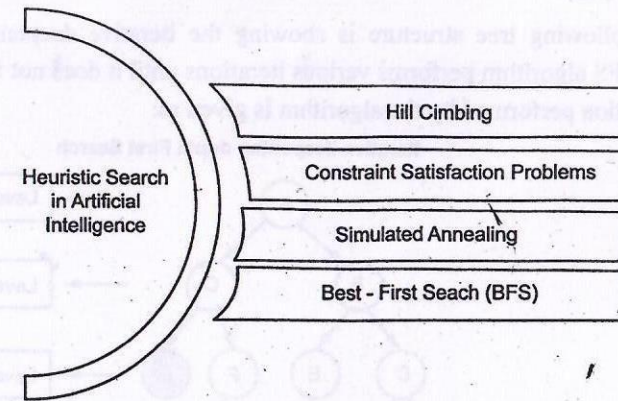 Heuristic Search
in Artificial
Intelligence
Hill Cimbing
Constraint Satisfaction Problems
Simulated Annealing
Best - First Seach (BFS)